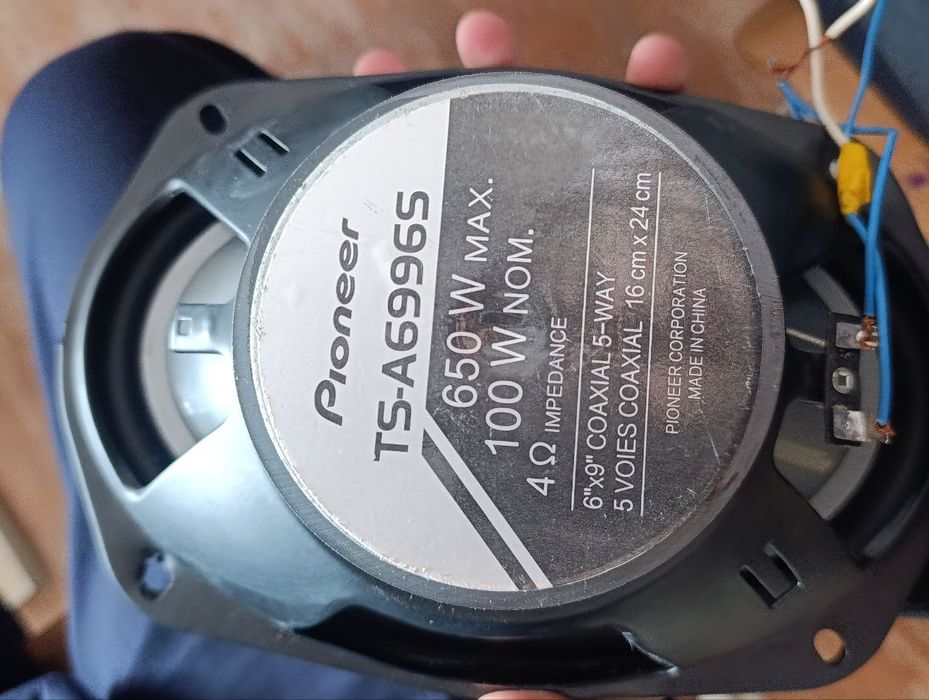 Pioneer
TS-A6996S
650 W MAX.
100 W NOM.
4 Ω IMPEDANCE
6"x9" COAXIAL 5-WAY
5 VOIES COAXIAL 16 cm x 24 cm
PIONEER CORPORATION
MADE IN CHINA